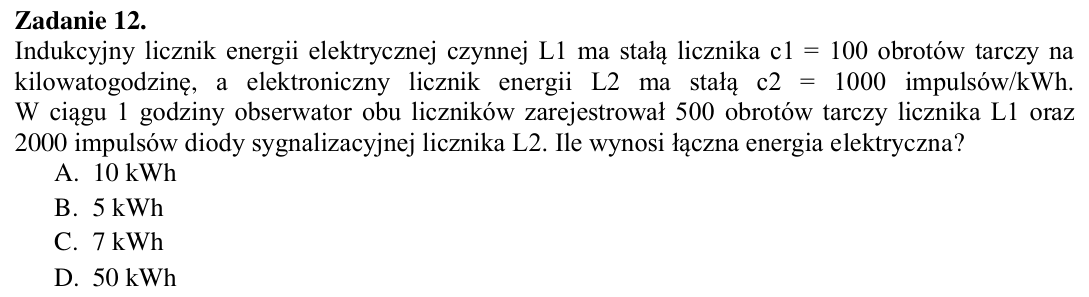 Zadanie 12.
Indukcyjny licznik energii elektrycznej czynnej L1 ma stałą licznika c1 = 100 obrotów tarczy na
kilowatogodzinę, a elektroniczny licznik energii L2 ma stałą c2 = 1000 impulsów/kWh.
W ciągu 1 godziny obserwator obu liczników zarejestrował 500 obrotów tarczy licznika L1 oraz
2000 impulsów diody sygnalizacyjnej licznika L2. Ile wynosi łączna energia elektryczna?
A. 10 kWh
B. 5 kWh
C. 7 kWh
D. 50 kWh